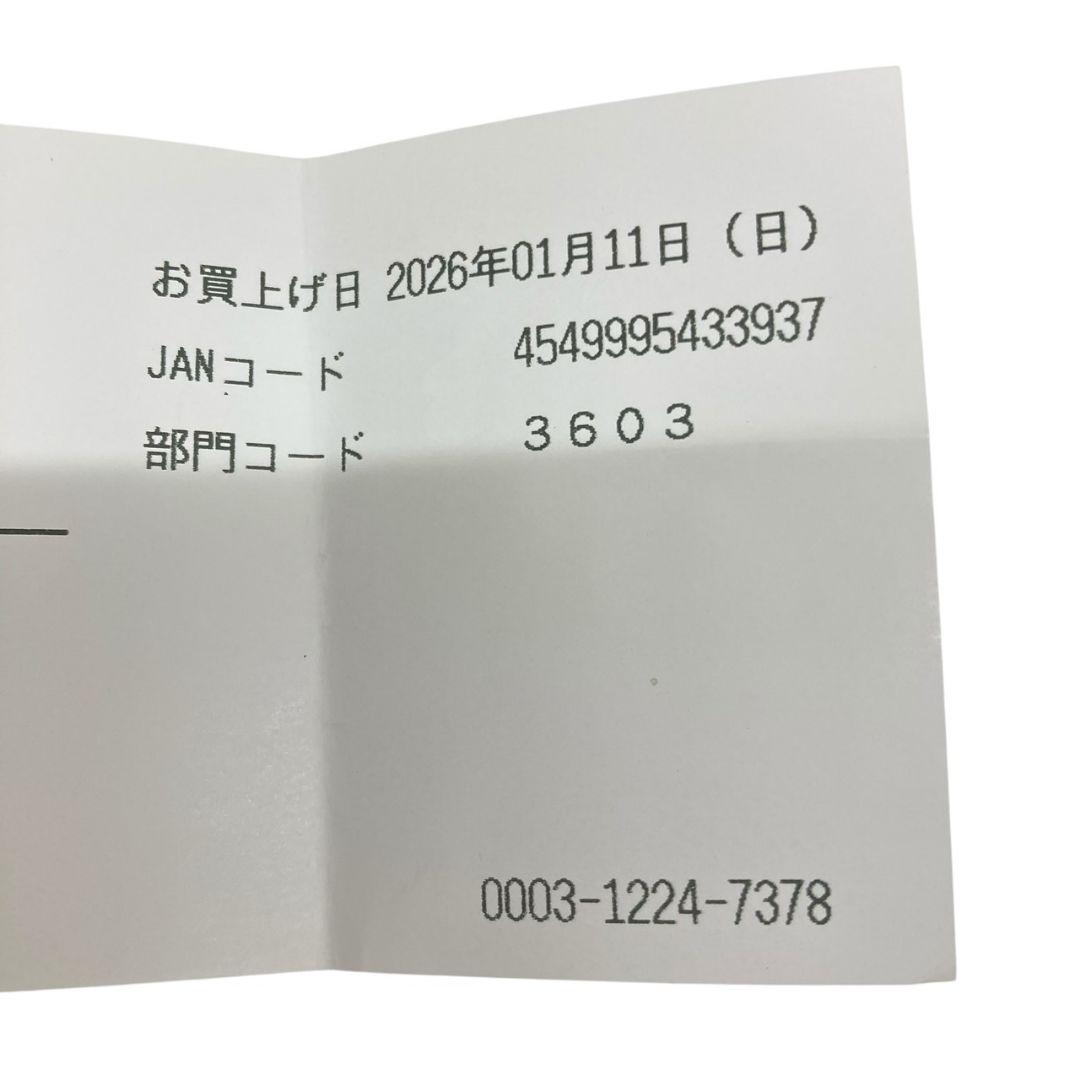 お買上げ日 2026年01月11日（日）
JANコード 4549995433937
部門コード ３６０３
0003-1224-7378